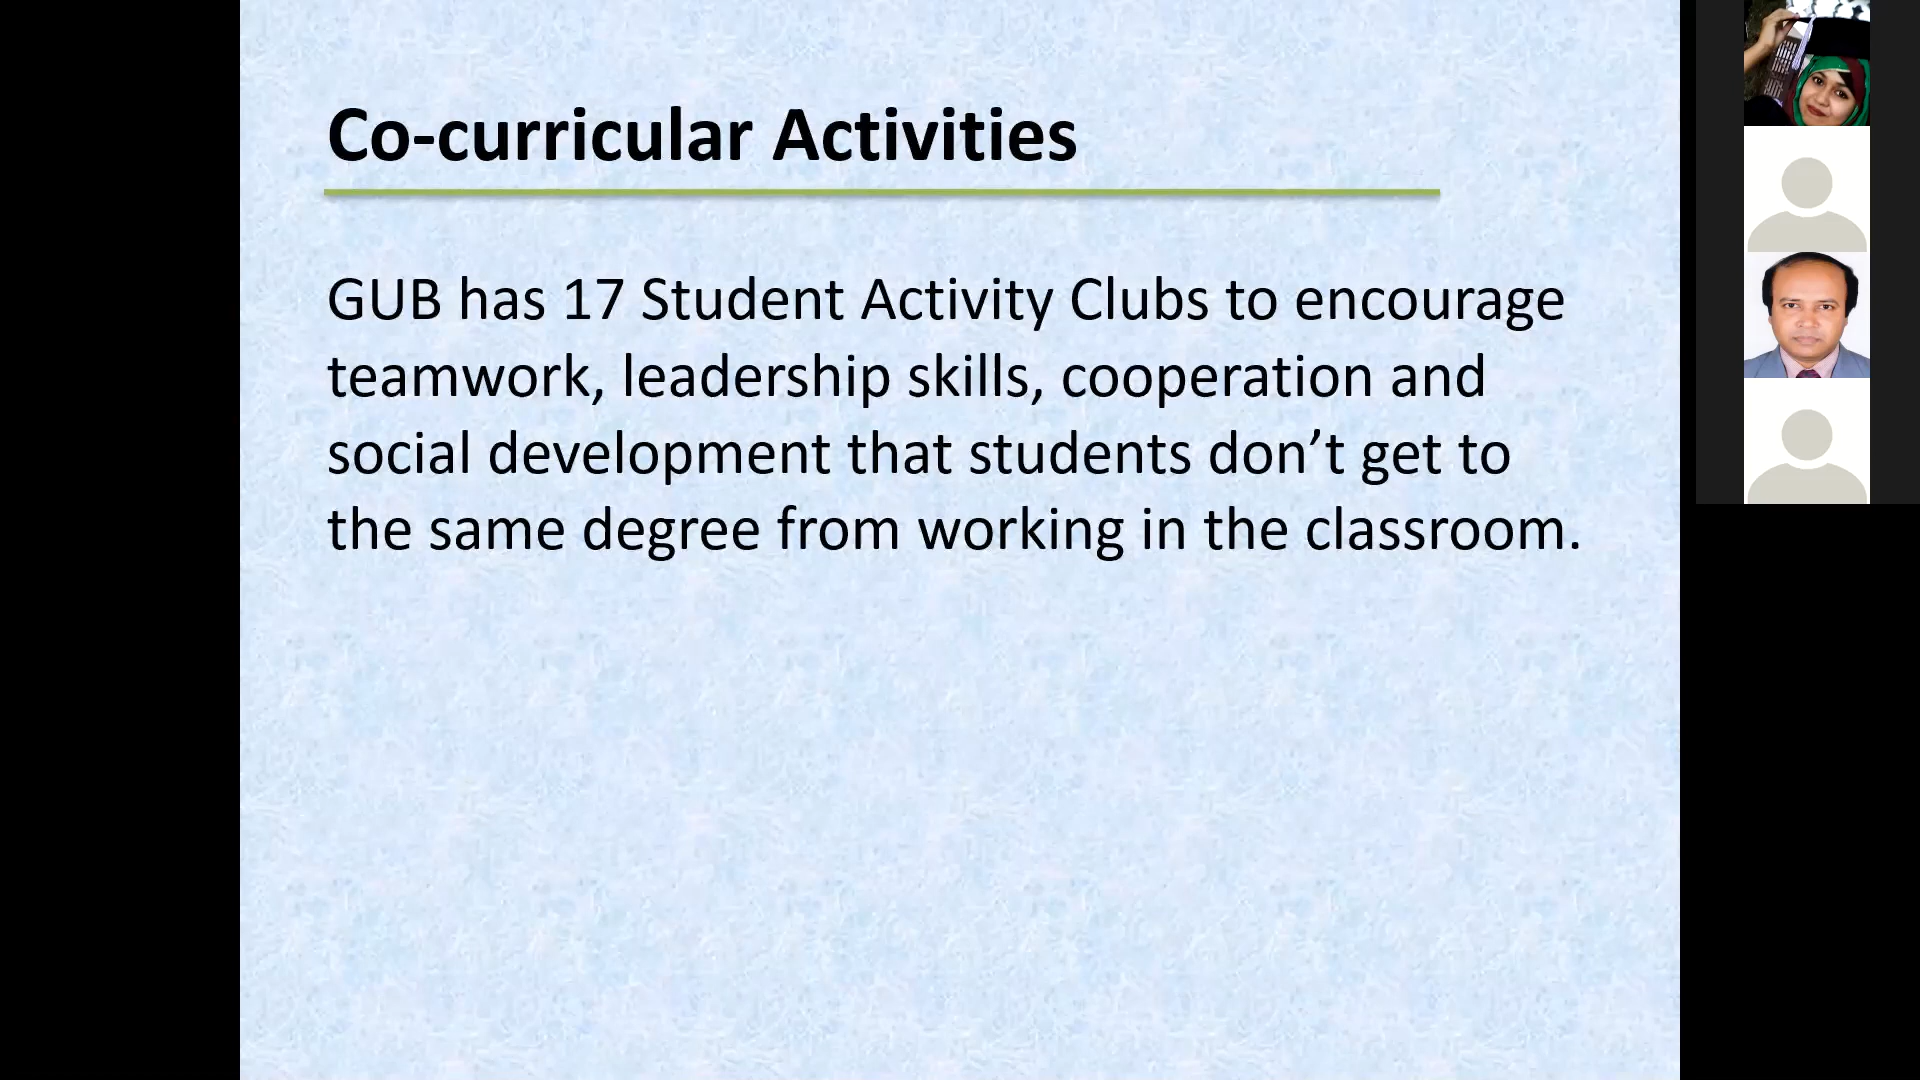 Co-curricular Activities
GUB has 17 Student Activity Clubs to encourage
teamwork, leadership skills, cooperation and
social development that students don’t get to
the same degree from working in the classroom.